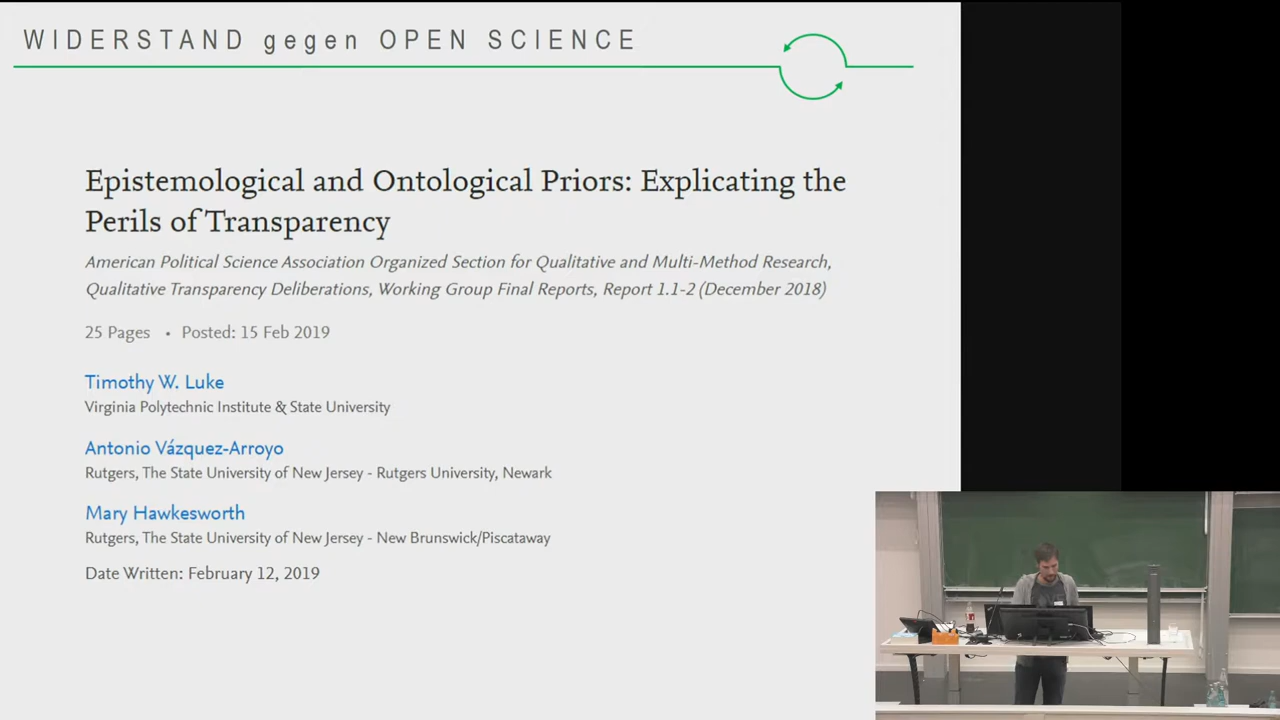 WIDERSTAND gegen OPEN SCIENCE
Epistemological and Ontological Priors: Explicating the
Perils of Transparency
American Political Science Association Organized Section for Qualitative and Multi-Method Research,
Qualitative Transparency Deliberations, Working Group Final Reports, Report 1.1-2 (December 2018)
25 Pages • Posted: 15 Feb 2019
Timothy W. Luke
Virginia Polytechnic Institute & State University
Antonio Vázquez-Arroyo
Rutgers, The State University of New Jersey - Rutgers University, Newark
Mary Hawkesworth
Rutgers, The State University of New Jersey - New Brunswick/Piscataway
Date Written: February 12, 2019